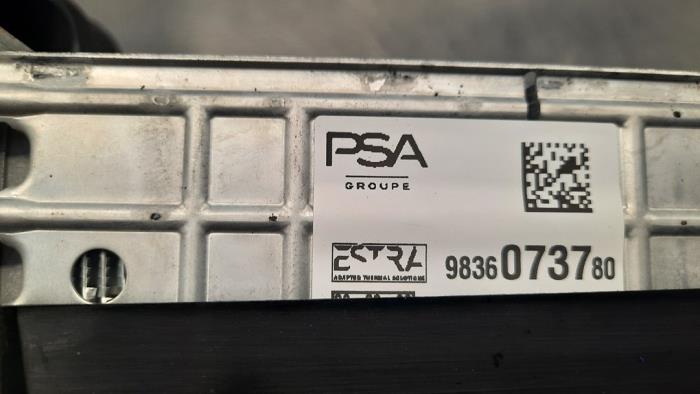 PSA
GROUPE
ESTRA
ADAPTED THERMAL SOLUTIONS
9836073780